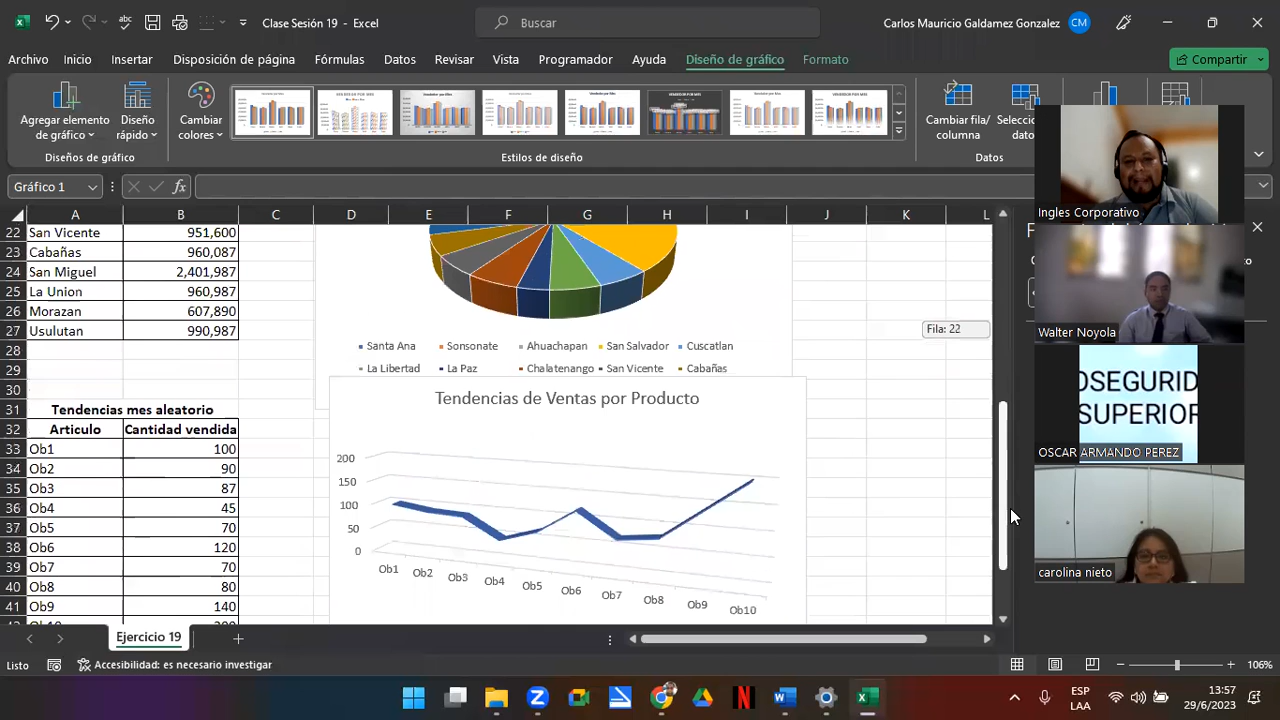 Clase Sesión 19 - Excel
Buscar
Carlos Mauricio Galdamez Gonzalez
CM
Archivo
Inicio
Insertar
Disposición de página
Fórmulas
Datos
Revisar
Vista
Programador
Ayuda
Diseño de gráfico
Formato
Compartir
Agregar elemento de gráfico
Diseño rápido
Cambiar colores
Cambiar fila/ columna
Diseños de gráfico
Estilos de diseño
Datos
Gráfico 1
A B C D E F G H I J K L
22 San Vicente 951,600
23 Cabañas 960,087
24 San Miguel 2,401,987
25 La Union 960,987
26 Morazan 607,890
27 Usulutan 990,987
28
29
30
31 Tendencias mes aleatorio
32 Articulo Cantidad vendida
33 Ob1 100
34 Ob2 90
35 Ob3 87
36 Ob4 45
37 Ob5 70
38 Ob6 120
39 Ob7 70
40 Ob8 80
41 Ob9 140
Santa Ana Sonsonate Ahuachapan San Salvador Cuscatlan
La Libertad La Paz Chalatenango San Vicente Cabañas
Fila: 22
Tendencias de Ventas por Producto
200
150
100
50
0
Ob1 Ob2 Ob3 Ob4 Ob5 Ob6 Ob7 Ob8 Ob9 Ob10
Ingles Corporativo
Walter Noyola
OSEGURID
SUPERIOR
OSCAR ARMANDO PEREZ
carolina nieto
Ejercicio 19
Listo
Accesibilidad: es necesario investigar
106%
ESP
LAA
13:57
29/6/2023